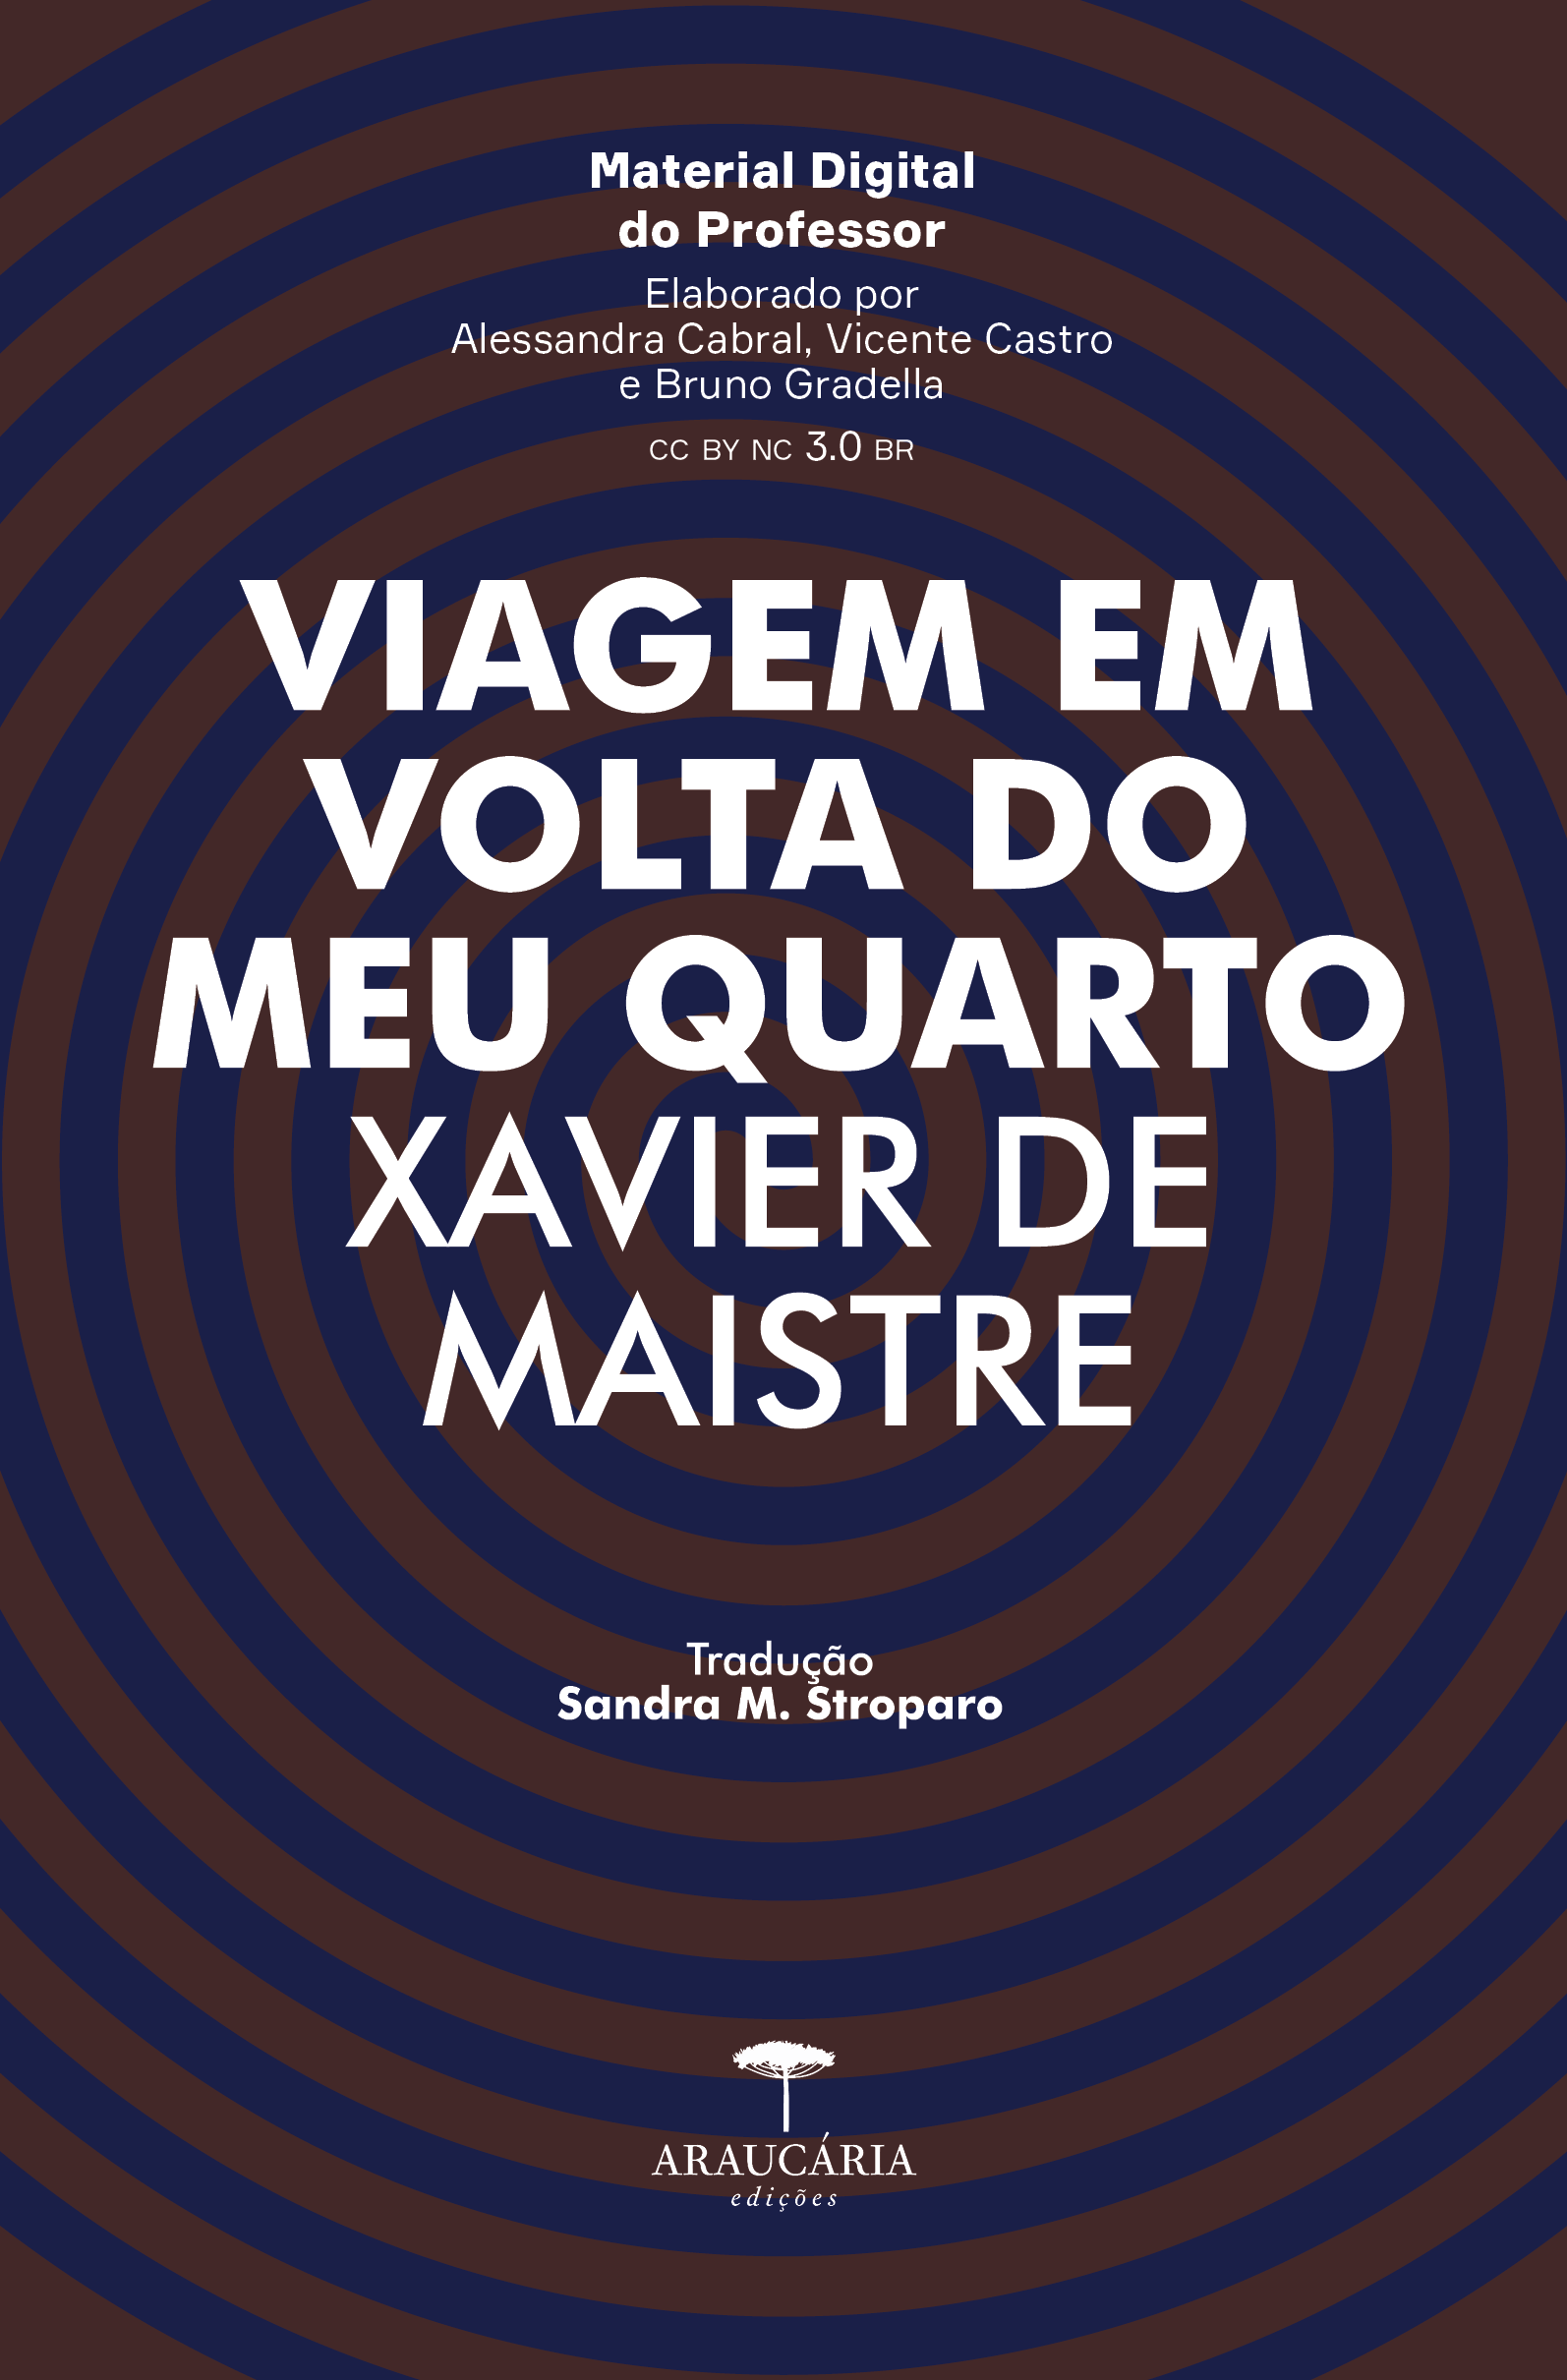 Material Digital
do Professor
Elaborado por
Alessandra Cabral, Vicente Castro
e Bruno Gradella
CC BY NC 3.0 BR
VIAGEM EM
VOLTA DO
MEU QUARTO
XAVIER DE
MAISTRE
Tradução
Sandra M. Stroparo
ARAUCÁRIA
edições